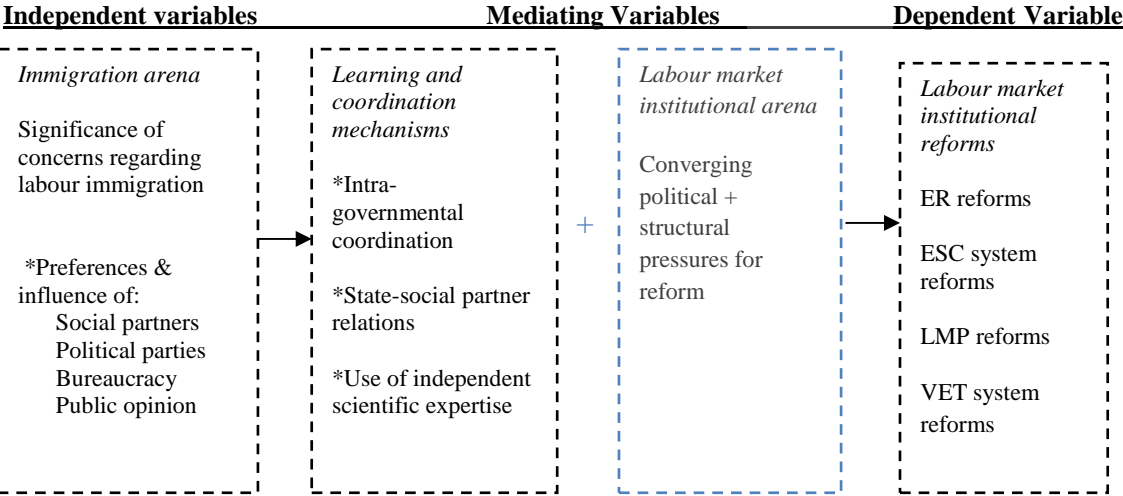 Independent variables
Mediating Variables
Dependent Variable
Immigration arena
Significance of
concerns regarding
labour immigration
*Preferences &
influence of:
Social partners
Political parties
Bureaucracy
Public opinion
Learning and
coordination
mechanisms
*Intra-
governmental
coordination
*State-social partner
relations
*Use of independent
scientific expertise
+
Labour market
institutional arena
Converging
political +
structural
pressures for
reform
Labour market
institutional
reforms
ER reforms
ESC system
reforms
LMP reforms
VET system
reforms